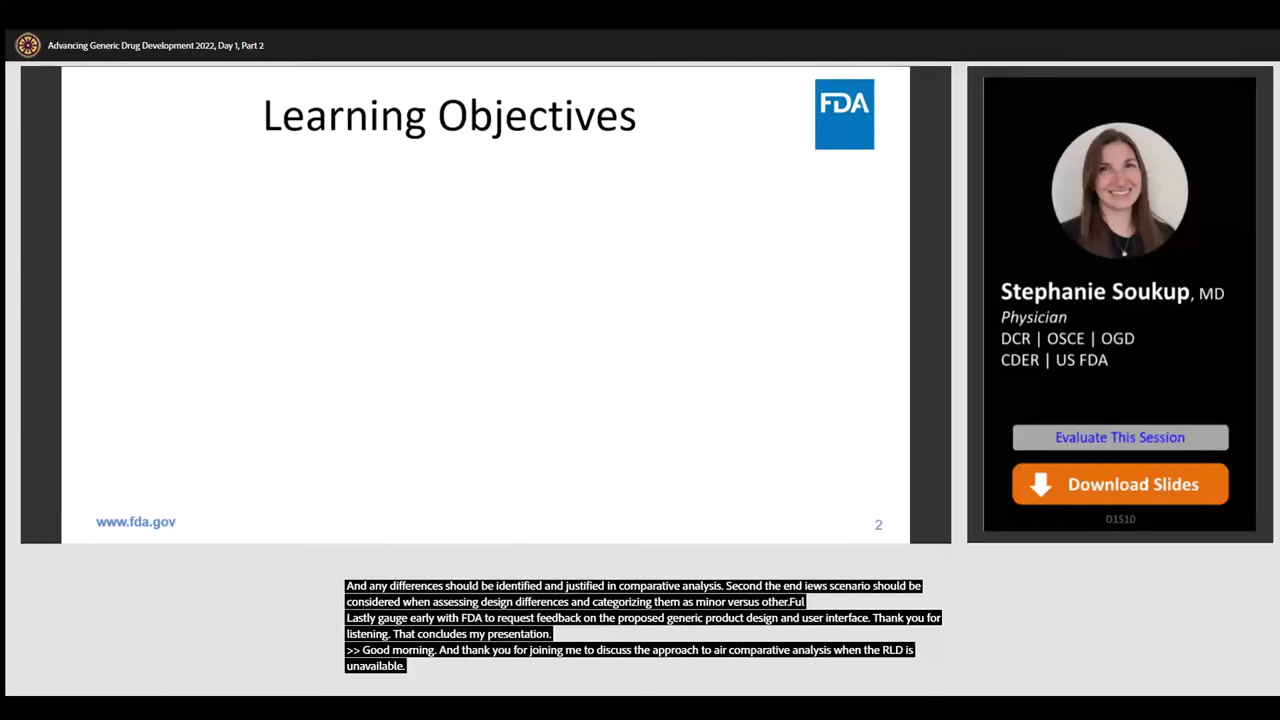 Advancing Generic Drug Development 2022, Day 1, Part 2
Learning Objectives
FDA
www.fda.gov
2
Stephanie Soukup, MD
Physician
DCR | OSCE | OGD
CDER | US FDA
Evaluate This Session
Download Slides
D1S10
And any differences should be identified and justified in comparative analysis. Second the end iews scenario should be
considered when assessing design differences and categorizing them as minor versus other.Ful
Lastly gauge early with FDA to request feedback on the proposed generic product design and user interface. Thank you for
listening. That concludes my presentation.
>> Good morning. And thank you for joining me to discuss the approach to air comparative analysis when the RLD is
unavailable.